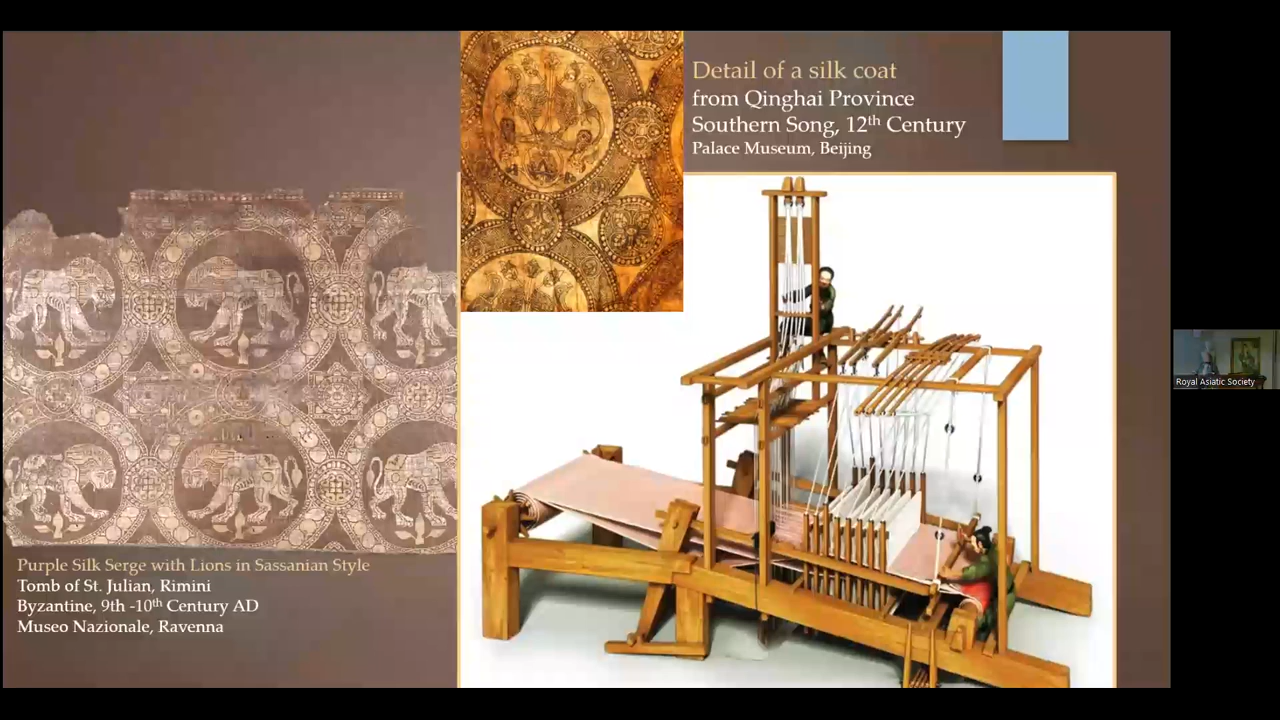 Detail of a silk coat
from Qinghai Province
Southern Song, 12th Century
Palace Museum, Beijing
Purple Silk Serge with Lions in Sassanian Style
Tomb of St. Julian, Rimini
Byzantine, 9th -10th Century AD
Museo Nazionale, Ravenna
Royal Asiatic Society